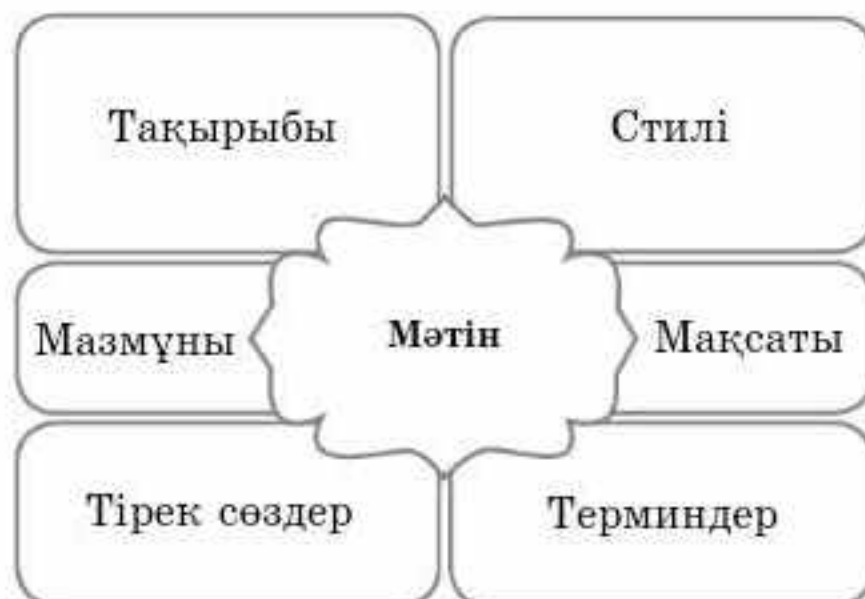 Тақырыбы
Стилі
Мазмұны
Мәтін
Мақсаты
Тірек сөздер
Терминдер